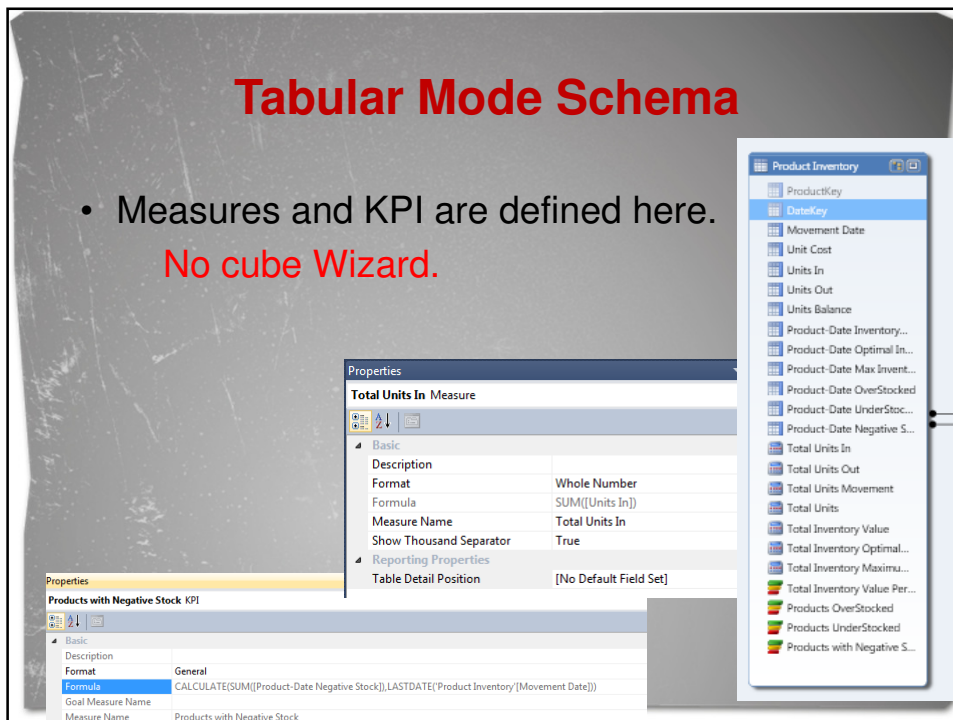 Tabular Mode Schema
• Measures and KPI are defined here.
No cube Wizard.
Product Inventory
ProductKey
DateKey
Movement Date
Unit Cost
Units In
Units Out
Units Balance
Product-Date Inventory...
Product-Date Optimal In...
Product-Date Max Invent...
Product-Date OverStocked
Product-Date UnderStoc...
Product-Date Negative S...
Total Units In
Total Units Out
Total Units Movement
Total Units
Total Inventory Value
Total Inventory Optimal...
Total Inventory Maximu...
Total Inventory Value Per...
Products OverStocked
Products UnderStocked
Products with Negative S...
Properties
Total Units In Measure
Basic
Description
Format Whole Number
Formula SUM([Units In])
Measure Name Total Units In
Show Thousand Separator True
Reporting Properties
Table Detail Position [No Default Field Set]
Properties
Products with Negative Stock KPI
Basic
Description
Format General
Formula CALCULATE(SUM([Product-Date Negative Stock]),LASTDATE('Product Inventory'[Movement Date]))
Goal Measure Name
Measure Name Products with Negative Stock